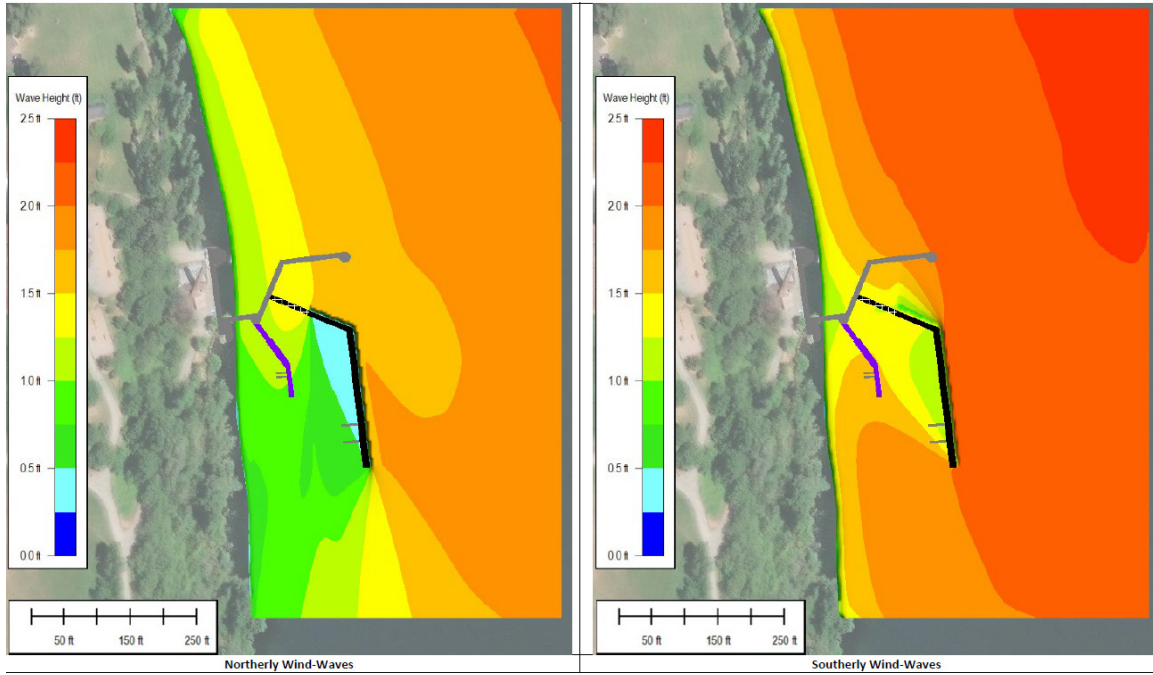 Wave Height (ft)
2.5 ft
2.0 ft
1.5 ft
1.0 ft
0.5 ft
0.0 ft
50 ft 150 ft 250 ft
Northerly Wind-Waves
Wave Height (ft)
2.5 ft
2.0 ft
1.5 ft
1.0 ft
0.5 ft
0.0 ft
50 ft 150 ft 250 ft
Southerly Wind-Waves